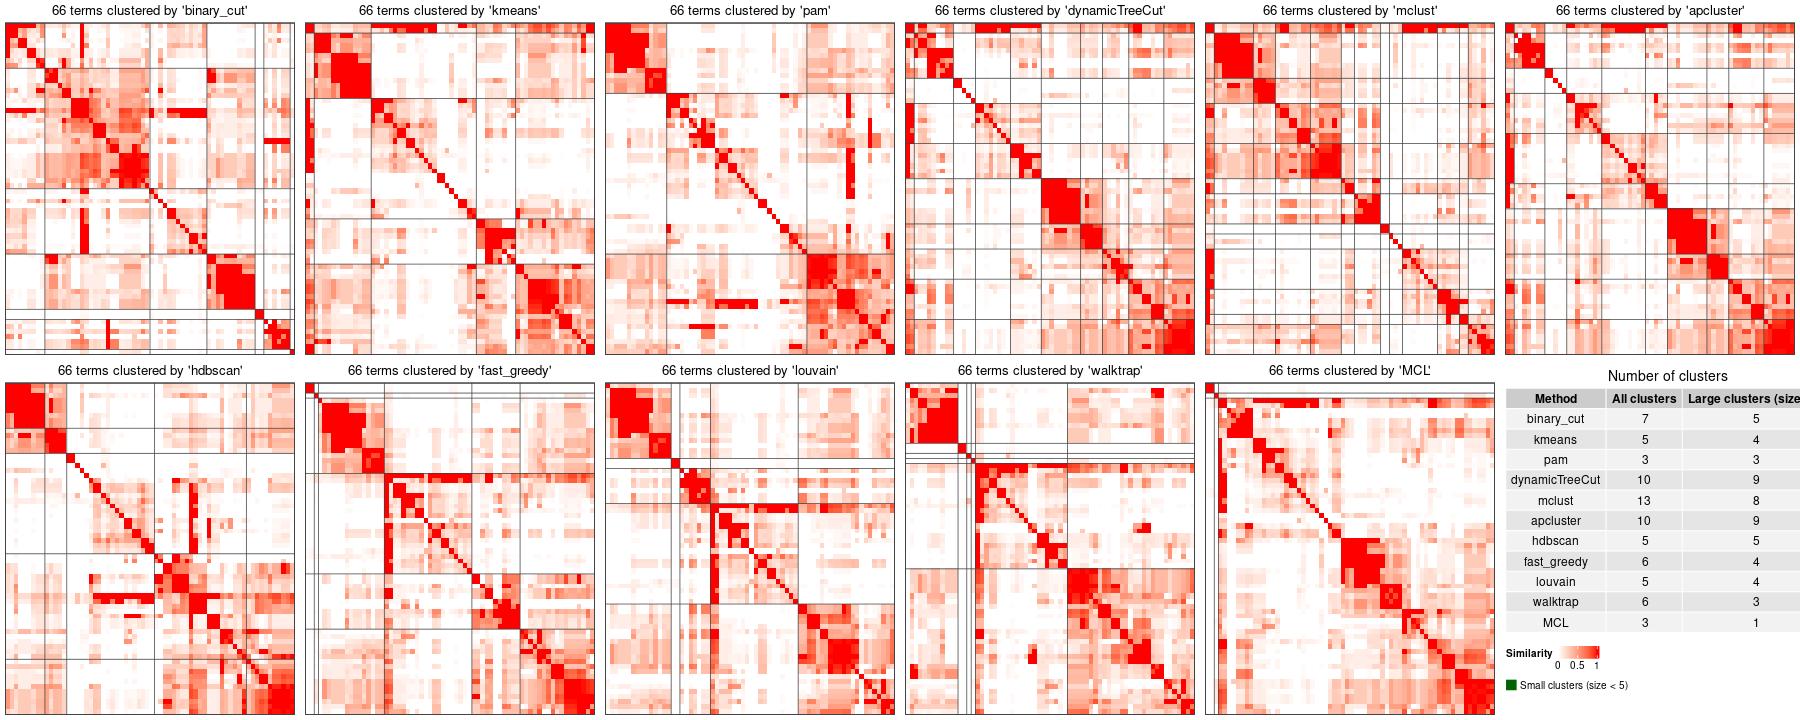 66 terms clustered by 'binary_cut'
66 terms clustered by 'kmeans'
66 terms clustered by 'pam'
66 terms clustered by 'dynamicTreeCut'
66 terms clustered by 'mclust'
66 terms clustered by 'apcluster'
66 terms clustered by 'hdbscan'
66 terms clustered by 'fast_greedy'
66 terms clustered by 'louvain'
66 terms clustered by 'walktrap'
66 terms clustered by 'MCL'
Number of clusters
Method All clusters Large clusters (size
binary_cut 7 5
kmeans 5 4
pam 3 3
dynamicTreeCut 10 9
mclust 13 8
apcluster 10 9
hdbscan 5 5
fast_greedy 6 4
louvain 5 4
walktrap 6 3
MCL 3 1
Similarity
0 0.5 1
Small clusters (size < 5)